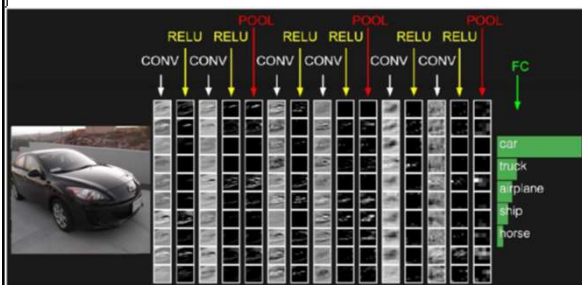 POOL POOL POOL
RELU RELU RELU RELU RELU RELU
CONV CONV CONV CONV CONV CONV
FC
car
truck
airplane
ship
horse